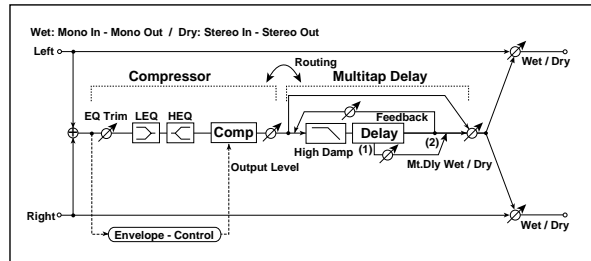 Wet: Mono In - Mono Out / Dry: Stereo In - Stereo Out
Left
Routing
Wet / Dry
Compressor
Multitap Delay
EQ Trim
LEQ
HEQ
Feedback
Comp
Delay
High Damp
(1)
(2)
Output Level
Mt.Dly Wet / Dry
Right
Wet / Dry
Envelope - Control